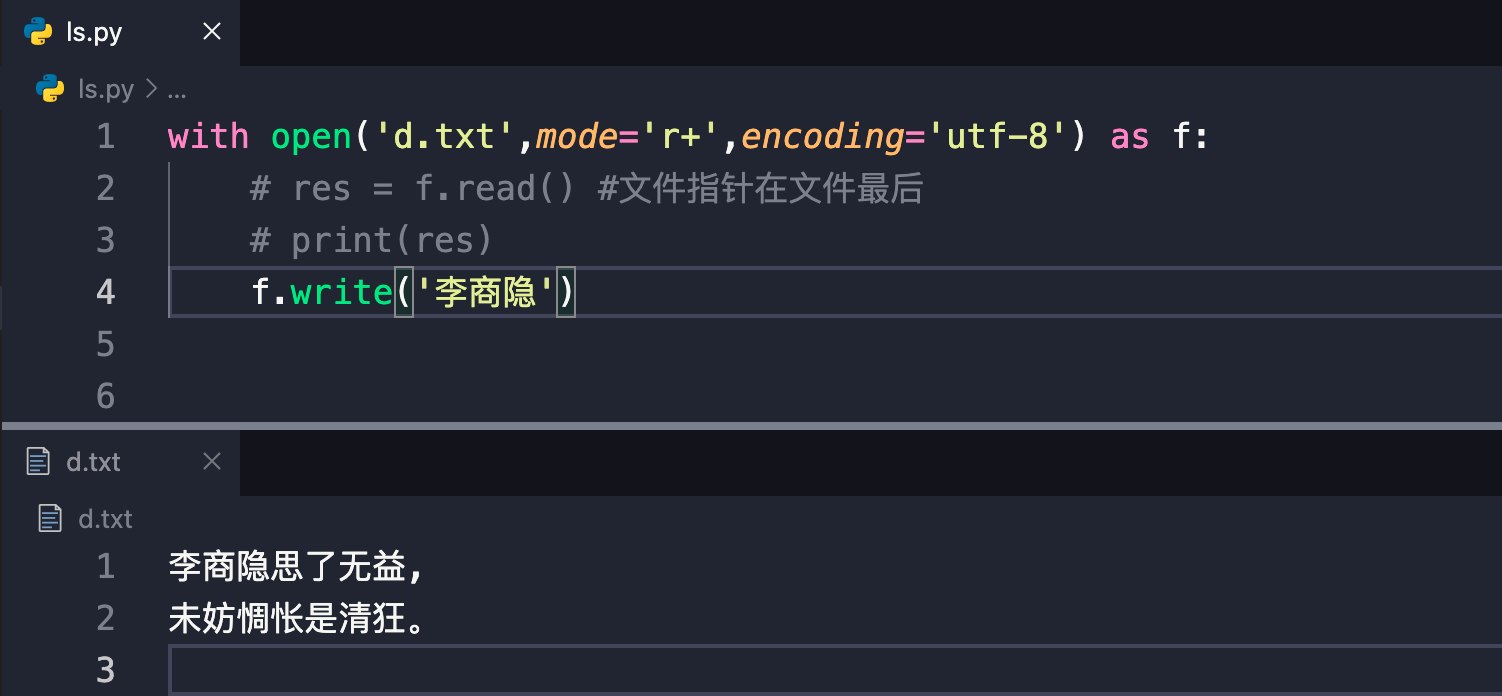 ls.py
ls.py > ...
1 with open('d.txt',mode='r+',encoding='utf-8') as f:
2 # res = f.read() #文件指针在文件最后
3 # print(res)
4 f.write('李商隐')
5
6
d.txt
d.txt
1 李商隐思了无益,
2 未妨惆怅是清狂。
3